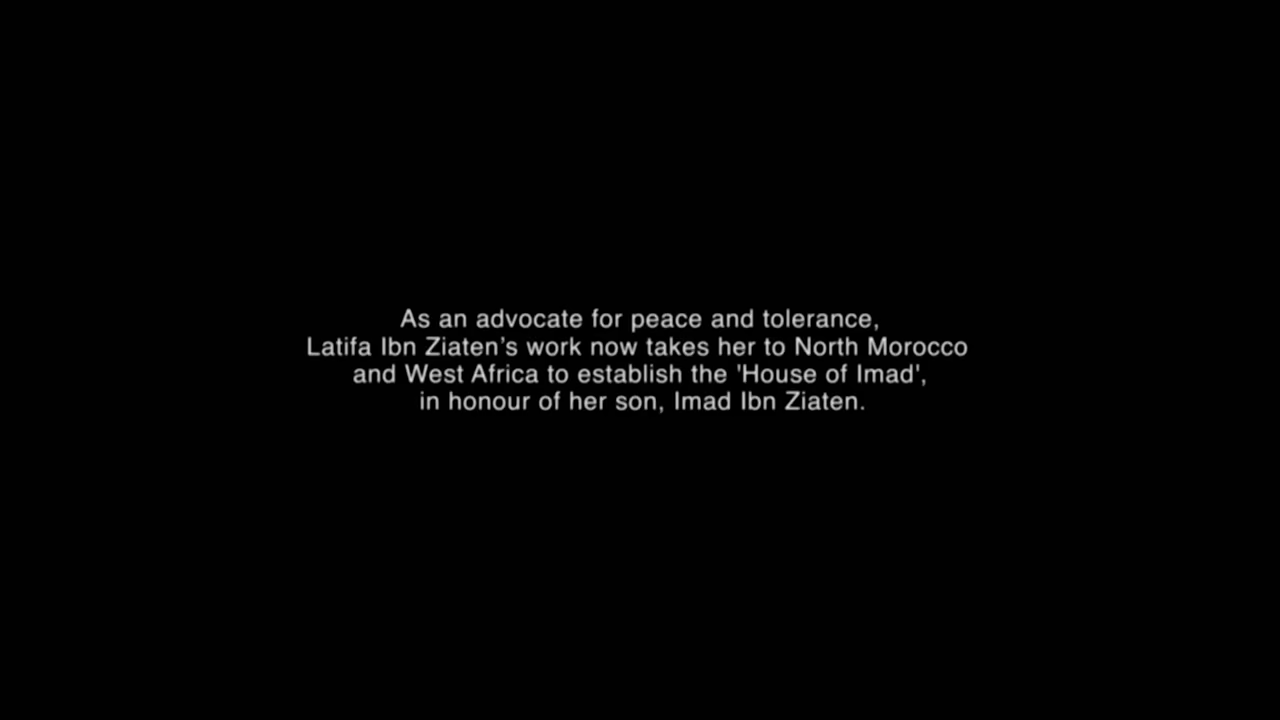 As an advocate for peace and tolerance,
Latifa Ibn Ziaten’s work now takes her to North Morocco
and West Africa to establish the 'House of Imad',
in honour of her son, Imad Ibn Ziaten.